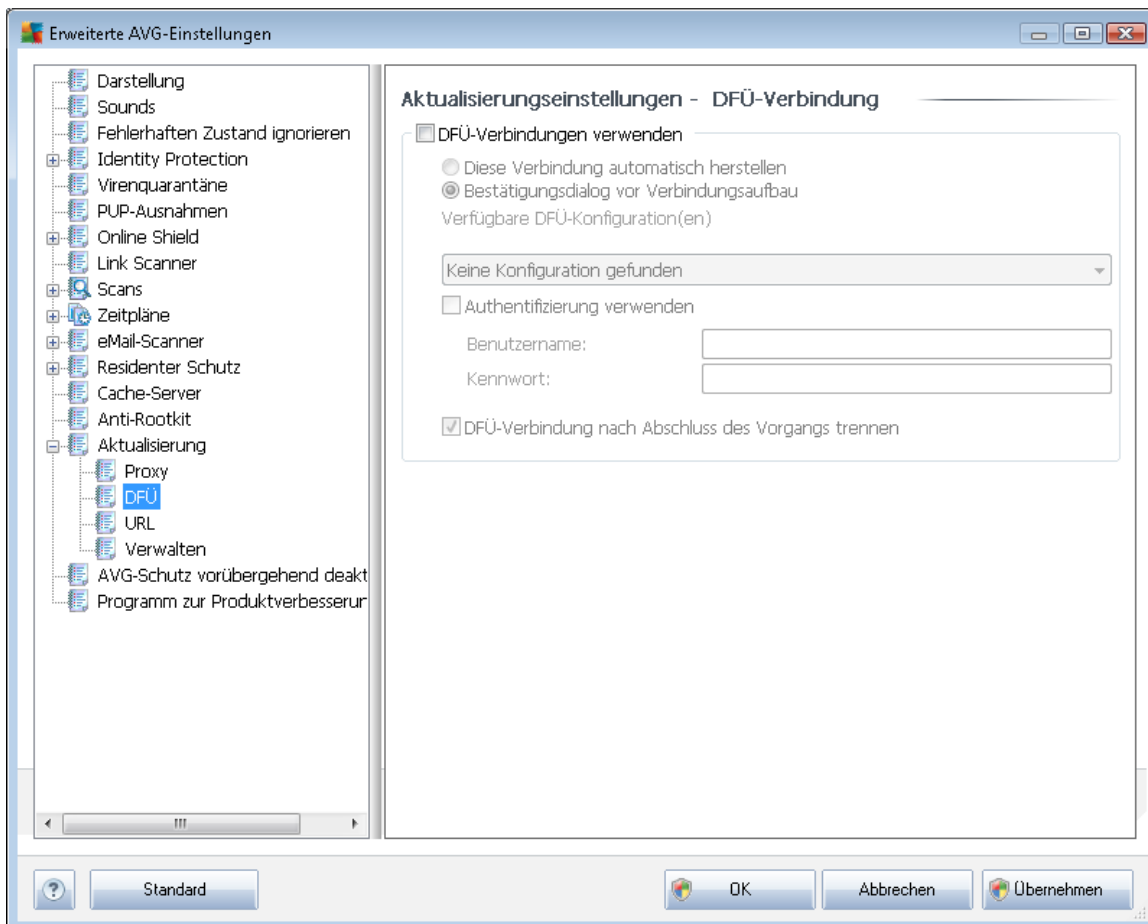 Erweiterte AVG-Einstellungen
Darstellung
Sounds
Fehlerhaften Zustand ignorieren
Identity Protection
Virenquarantäne
PUP-Ausnahmen
Online Shield
Link Scanner
Scans
Zeitpläne
eMail-Scanner
Residenter Schutz
Cache-Server
Anti-Rootkit
Aktualisierung
Proxy
DFÜ
URL
Verwalten
AVG-Schutz vorübergehend deakt
Programm zur Produktverbesserur
Aktualisierungseinstellungen - DFÜ-Verbindung
DFÜ-Verbindungen verwenden
Diese Verbindung automatisch herstellen
Bestätigungsdialog vor Verbindungsaufbau
Verfügbare DFÜ-Konfiguration(en)
Keine Konfiguration gefunden
Authentifizierung verwenden
Benutzername:
Kennwort:
DFÜ-Verbindung nach Abschluss des Vorgangs trennen
?
Standard
OK
Abbrechen
Übernehmen